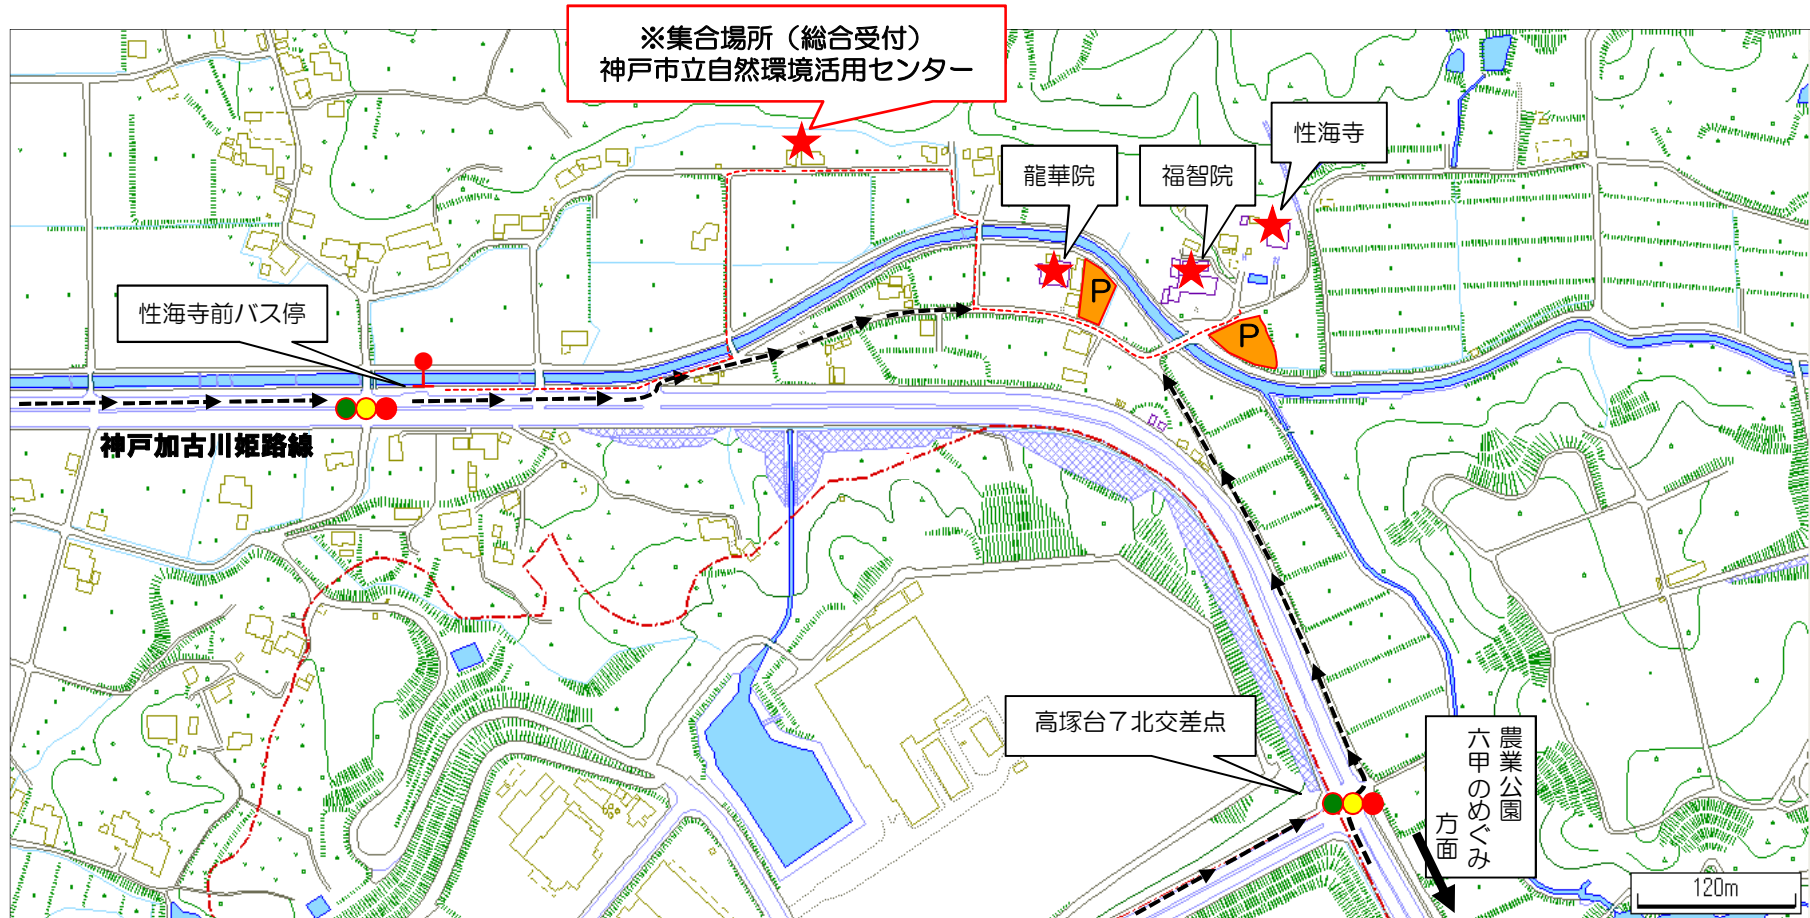 ※集合場所（総合受付）
神戸市立自然環境活用センター
性海寺
龍華院
福智院
性海寺前バス停
P
P
神戸加古川姫路線
高塚台7北交差点
農業公園
六甲のめぐみ
方面
120m